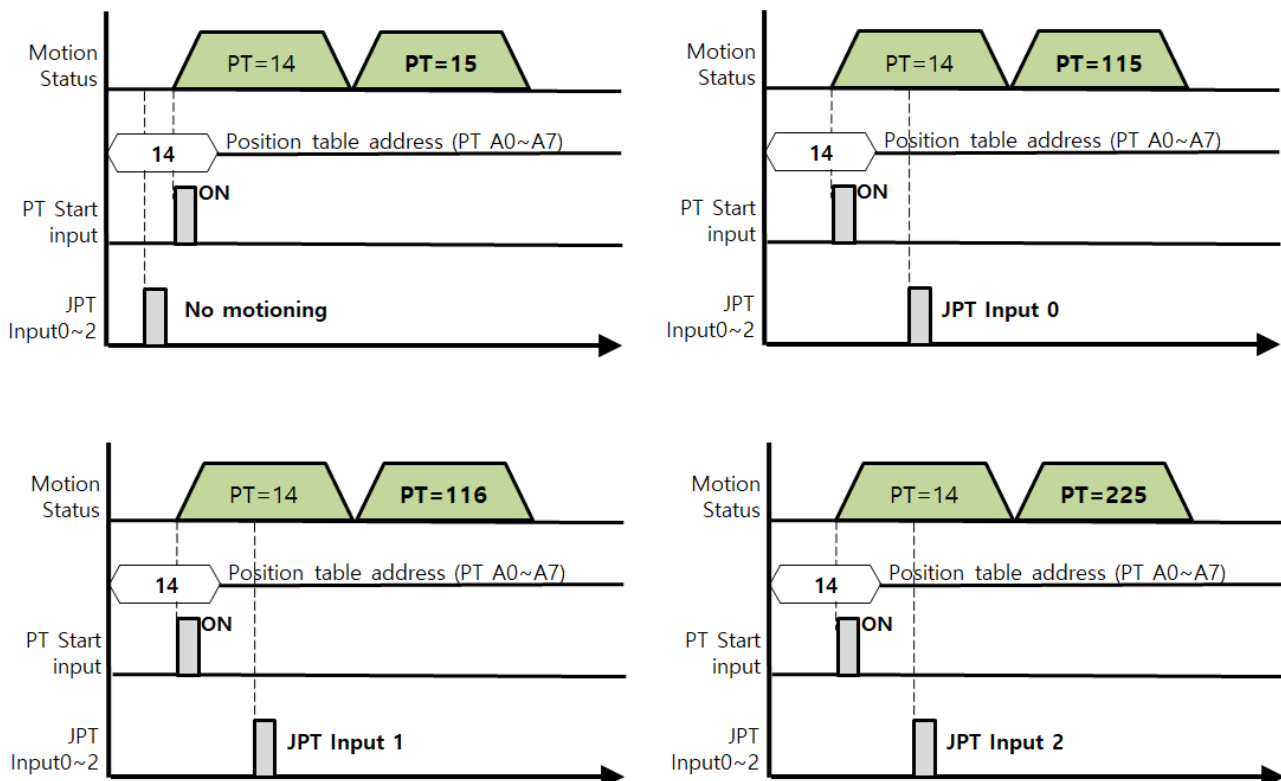 Motion
Status
PT=14
PT=15
14
Position table address (PT A0~A7)
PT Start
input
ON
JPT
Input0~2
No motioning
Motion
Status
PT=14
PT=115
14
Position table address (PT A0~A7)
PT Start
input
ON
JPT
Input0~2
JPT Input 0
Motion
Status
PT=14
PT=116
14
Position table address (PT A0~A7)
PT Start
input
ON
JPT
Input0~2
JPT Input 1
Motion
Status
PT=14
PT=225
14
Position table address (PT A0~A7)
PT Start
input
ON
JPT
Input0~2
JPT Input 2